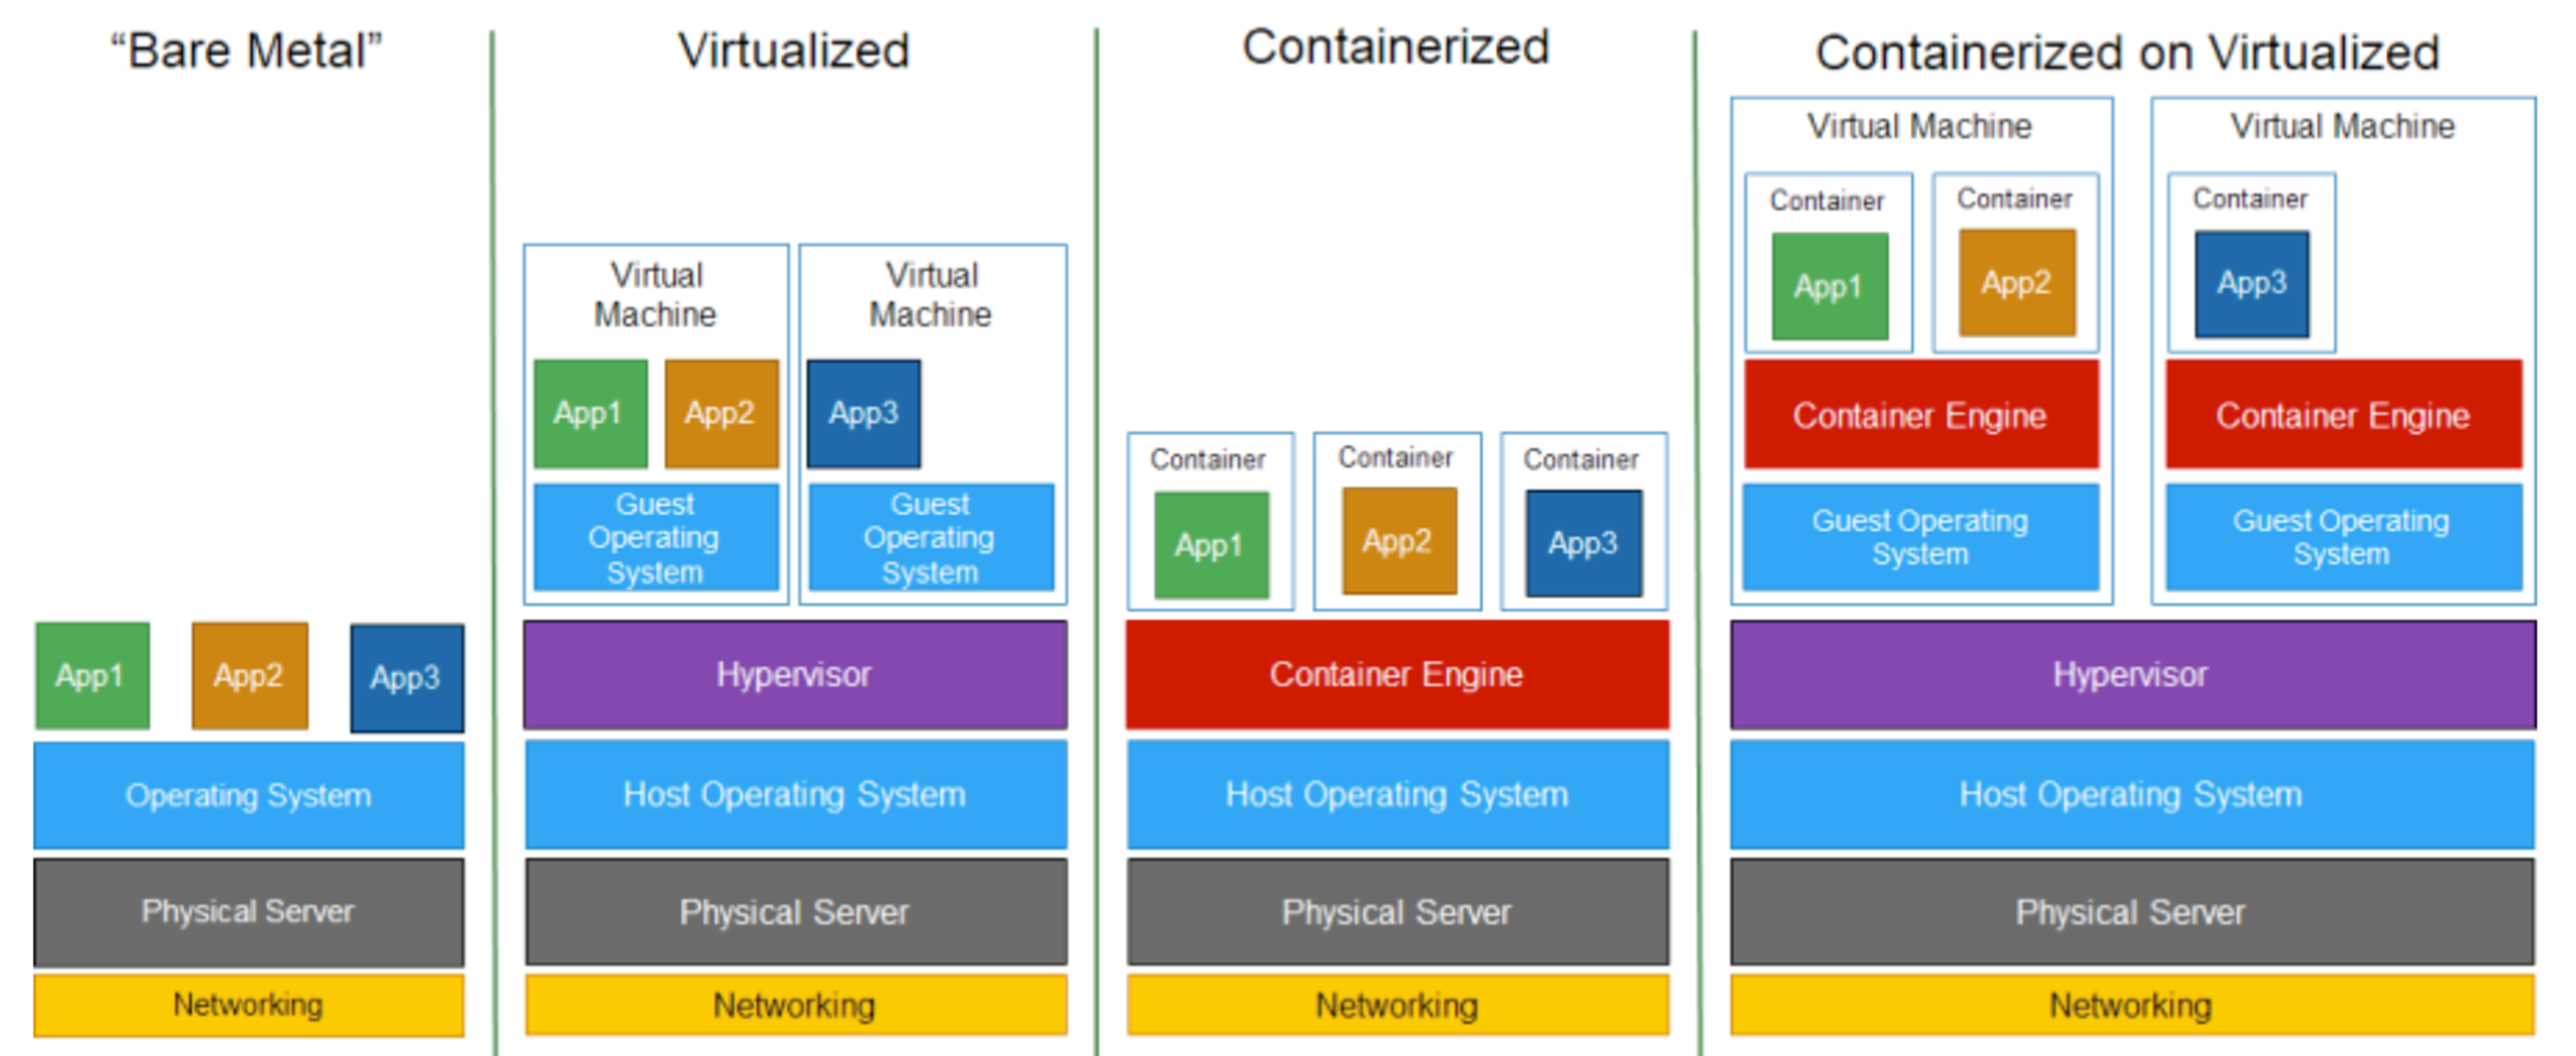 “Bare Metal”
App1
App2
App3
Operating System
Physical Server
Networking
Virtualized
Virtual
Machine
App1
App2
Guest
Operating
System
Virtual
Machine
App3
Guest
Operating
System
Hypervisor
Host Operating System
Physical Server
Networking
Containerized
Container
App1
Container
App2
Container
App3
Container Engine
Host Operating System
Physical Server
Networking
Containerized on Virtualized
Virtual Machine
Container
App1
Container
App2
Container Engine
Guest Operating
System
Virtual Machine
Container
App3
Container Engine
Guest Operating
System
Hypervisor
Host Operating System
Physical Server
Networking